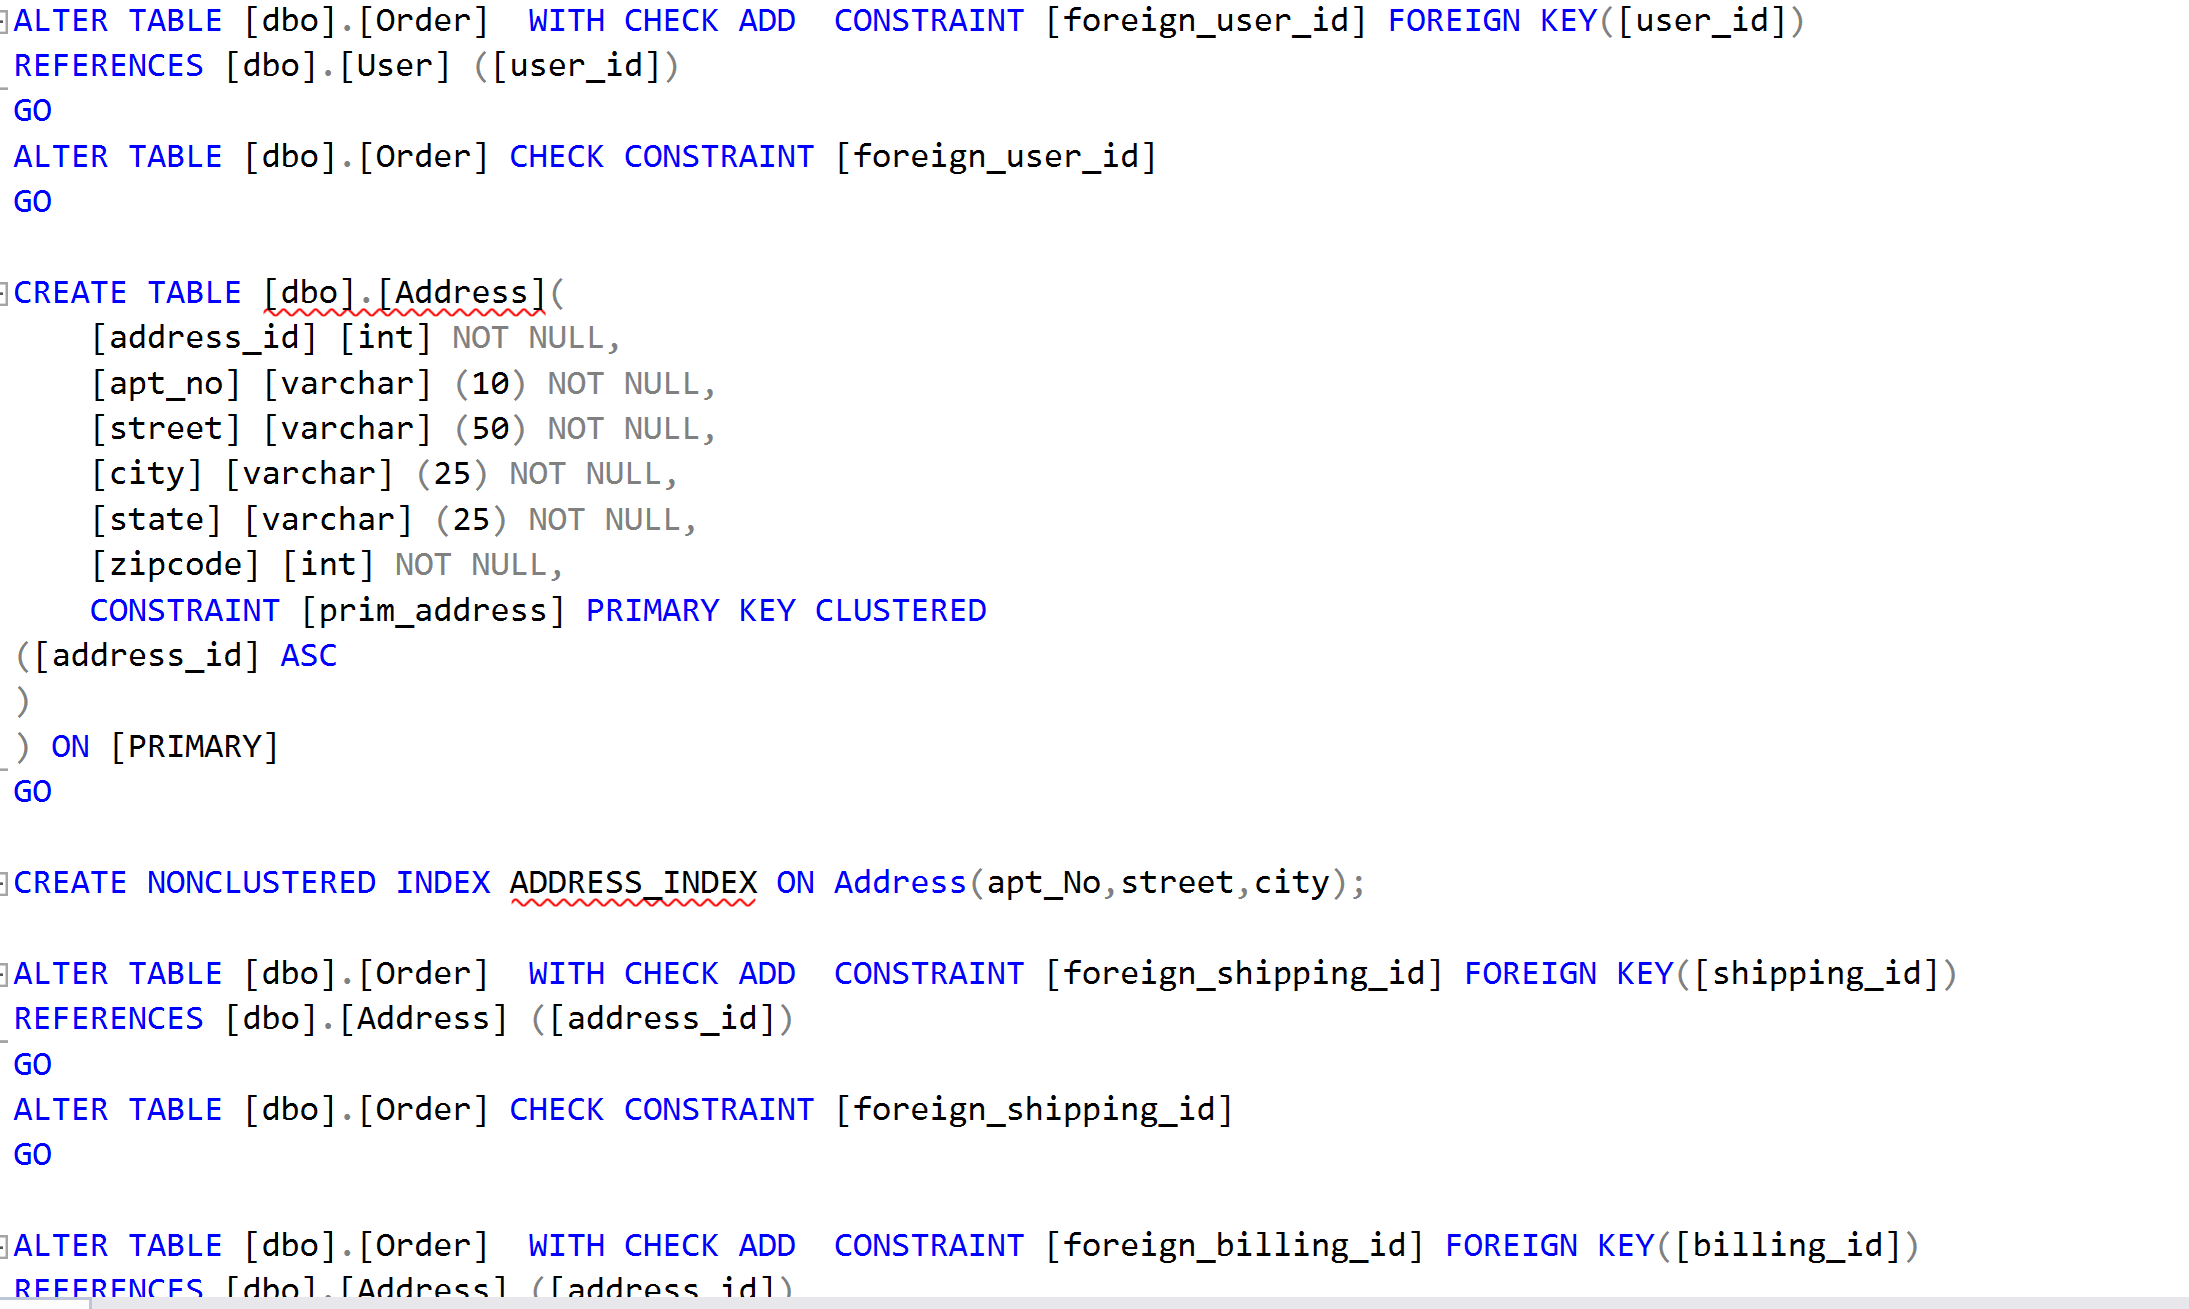 ALTER TABLE [dbo].[Order]  WITH CHECK ADD  CONSTRAINT [foreign_user_id] FOREIGN KEY([user_id])
REFERENCES [dbo].[User] ([user_id])
GO
ALTER TABLE [dbo].[Order] CHECK CONSTRAINT [foreign_user_id]
GO
CREATE TABLE [dbo].[Address](
    [address_id] [int] NOT NULL,
    [apt_no] [varchar] (10) NOT NULL,
    [street] [varchar] (50) NOT NULL,
    [city] [varchar] (25) NOT NULL,
    [state] [varchar] (25) NOT NULL,
    [zipcode] [int] NOT NULL,
    CONSTRAINT [prim_address] PRIMARY KEY CLUSTERED
([address_id] ASC
)
) ON [PRIMARY]
GO
CREATE NONCLUSTERED INDEX ADDRESS_INDEX ON Address(apt_No,street,city);
ALTER TABLE [dbo].[Order]  WITH CHECK ADD  CONSTRAINT [foreign_shipping_id] FOREIGN KEY([shipping_id])
REFERENCES [dbo].[Address] ([address_id])
GO
ALTER TABLE [dbo].[Order] CHECK CONSTRAINT [foreign_shipping_id]
GO
ALTER TABLE [dbo].[Order]  WITH CHECK ADD  CONSTRAINT [foreign_billing_id] FOREIGN KEY([billing_id])
REFERENCES [dbo].[Address] ([address_id])